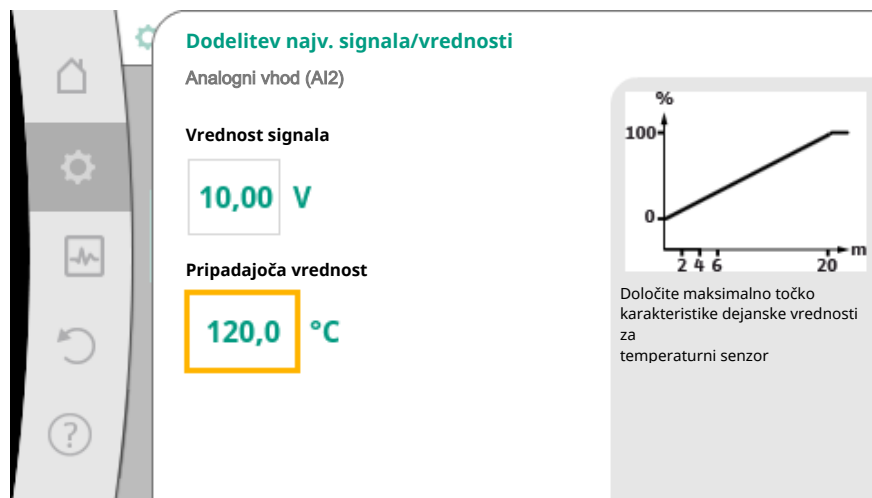 Dodelitev najv. signala/vrednosti
Analogni vhod (AI2)
Vrednost signala
10,00 V
Pripadajoča vrednost
120,0 °C
%
100
0
2 4 6 20 m
Določite maksimalno točko
karakteristike dejanske vrednosti
za
temperaturni senzor
?